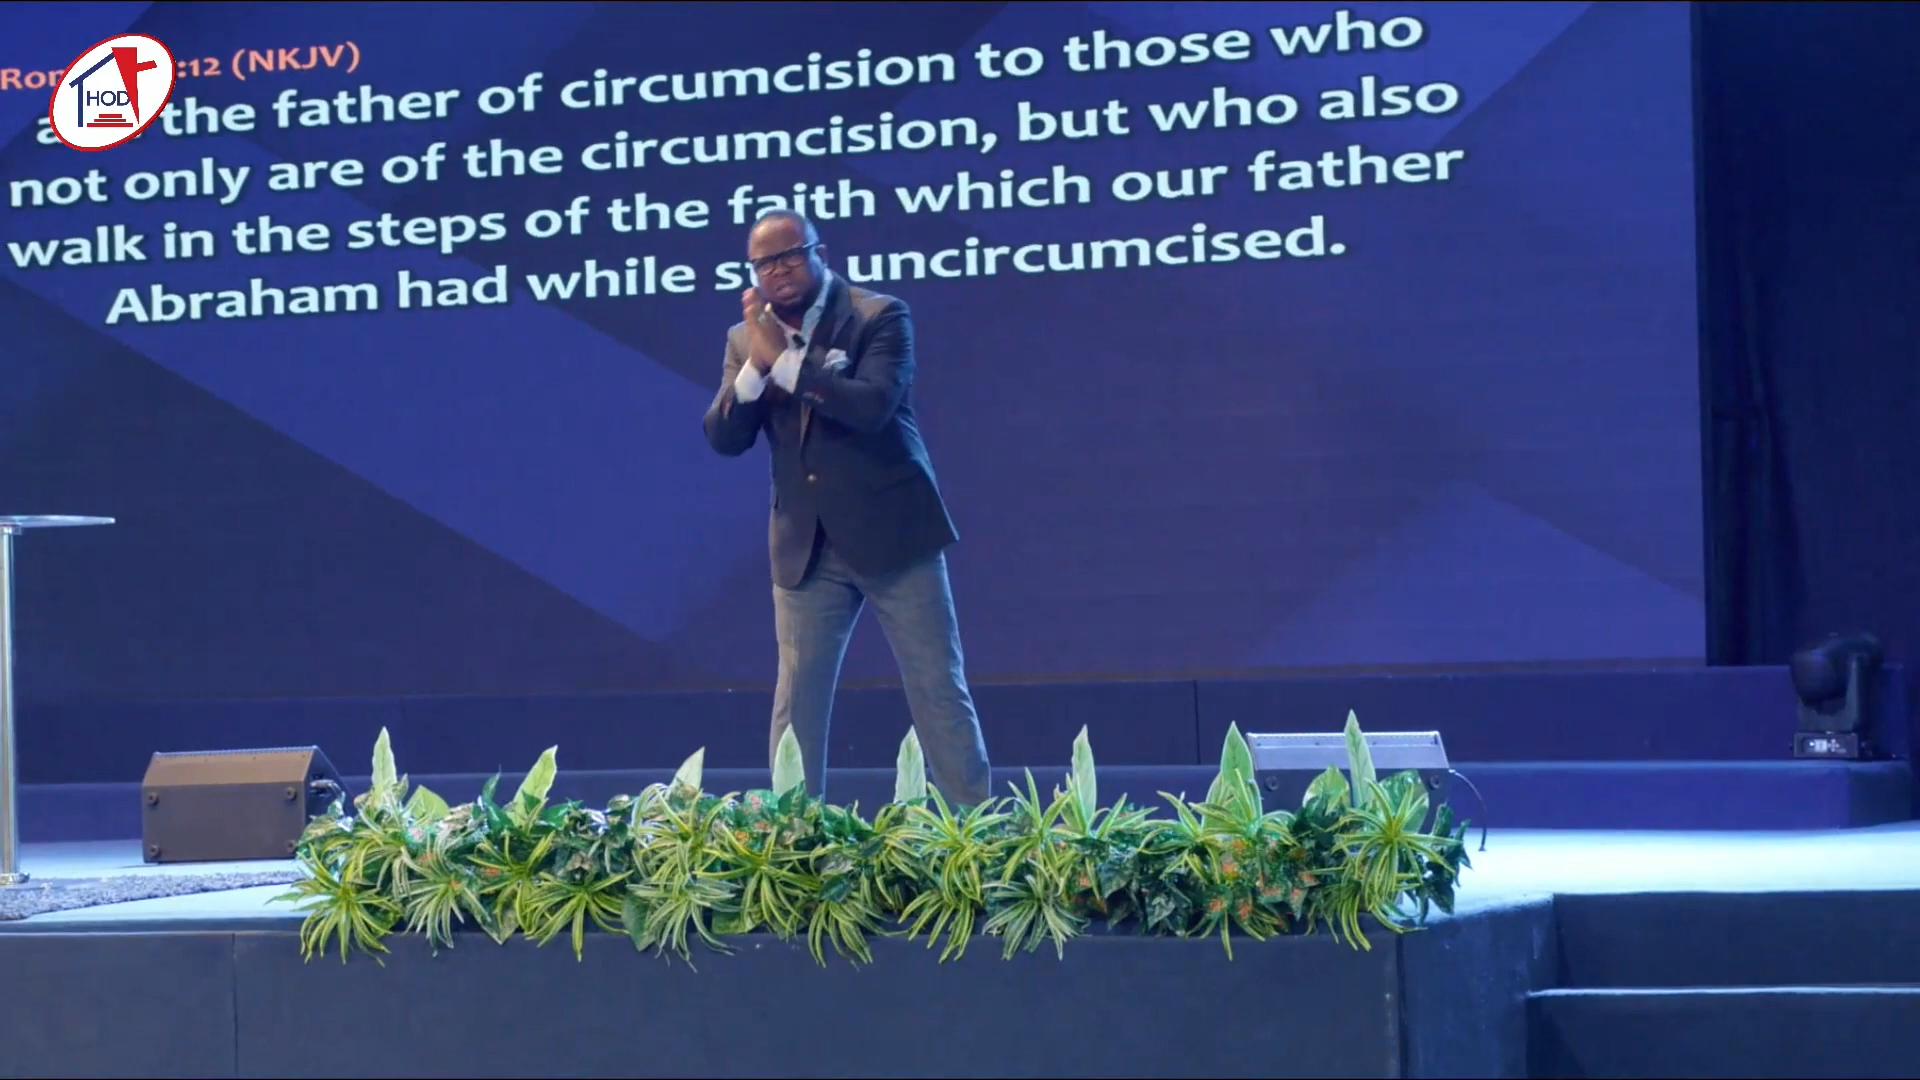 :12 (NKJV)
HOD
the father of circumcision to those who
not only are of the circumcision, but who also
walk in the steps of the faith which our father
Abraham had while uncircumcised.